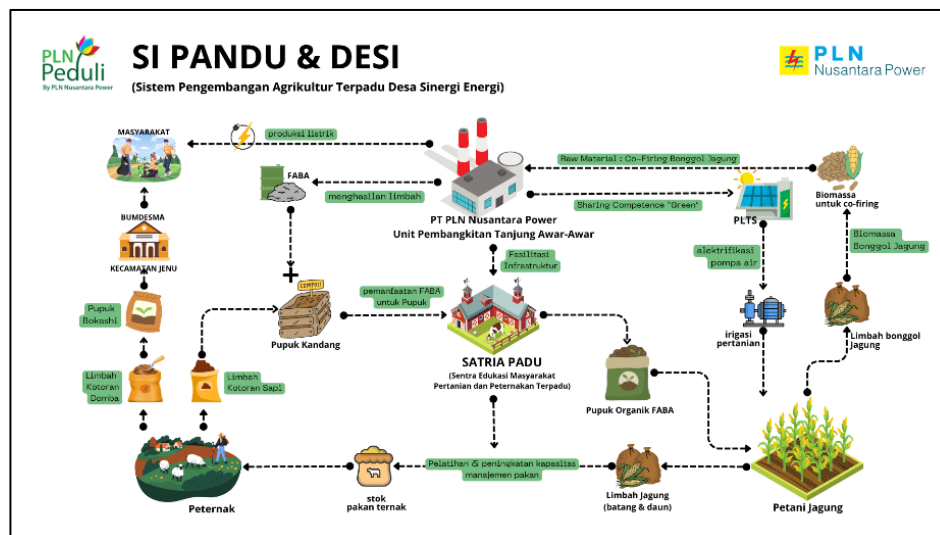 PLN
Peduli
By PLN Nusantara Power
SI PANDU & DESI
(Sistem Pengembangan Agrikultur Terpadu Desa Sinergi Energi)
PLN
Nusantara Power
MASYARAKAT
produksi listrik
FABA
menghasilan limbah
PT PLN Nusantara Power
Unit Pembangkitan Tanjung Awar-Awar
Raw Material : Co-Firing Bonggol Jagung
Sharing Competence "Green"
PLTS
Biomassa
untuk co-firing
BUMDESMA
KECAMATAN JENU
Fasilitasi
Infrastruktur
alektrifikasi
pompa air
Biomassa
Bonggol Jagung
Pupuk
Bokashi
COMPOST
Pupuk Kandang
pemanfaatan FABA
untuk Pupuk
SATRIA PADU
(Sentra Edukasi Masyarakat
Pertanian dan Peternakan Terpadu)
irigasi
pertanian
Limbah bonggol
Jagung
Limbah
Kotoran
Domba
Limbah
Kotoran Sapi
Pupuk Organik FABA
Peternak
stok
pakan ternak
Pelatihan & peningkatan kapasitas
manajemen pakan
Limbah Jagung
(batang & daun)
Petani Jagung